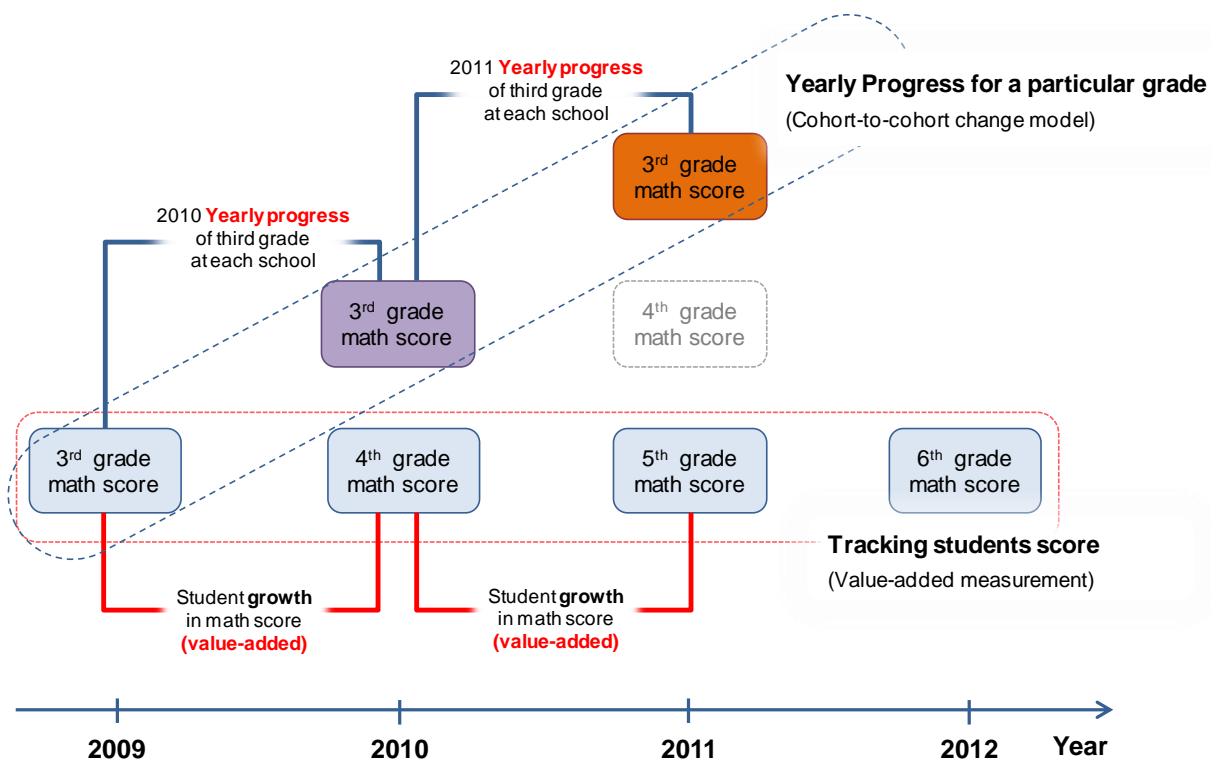 2011 Yearly progress
of third grade
at each school
Yearly Progress for a particular grade
(Cohort-to-cohort change model)
3rd grade
math score
2010 Yearly progress
of third grade
at each school
3rd grade
math score
4th grade
math score
3rd grade
math score
4th grade
math score
5th grade
math score
6th grade
math score
Tracking students score
(Value-added measurement)
Student growth
in math score
(value-added)
Student growth
in math score
(value-added)
2009
2010
2011
2012
Year